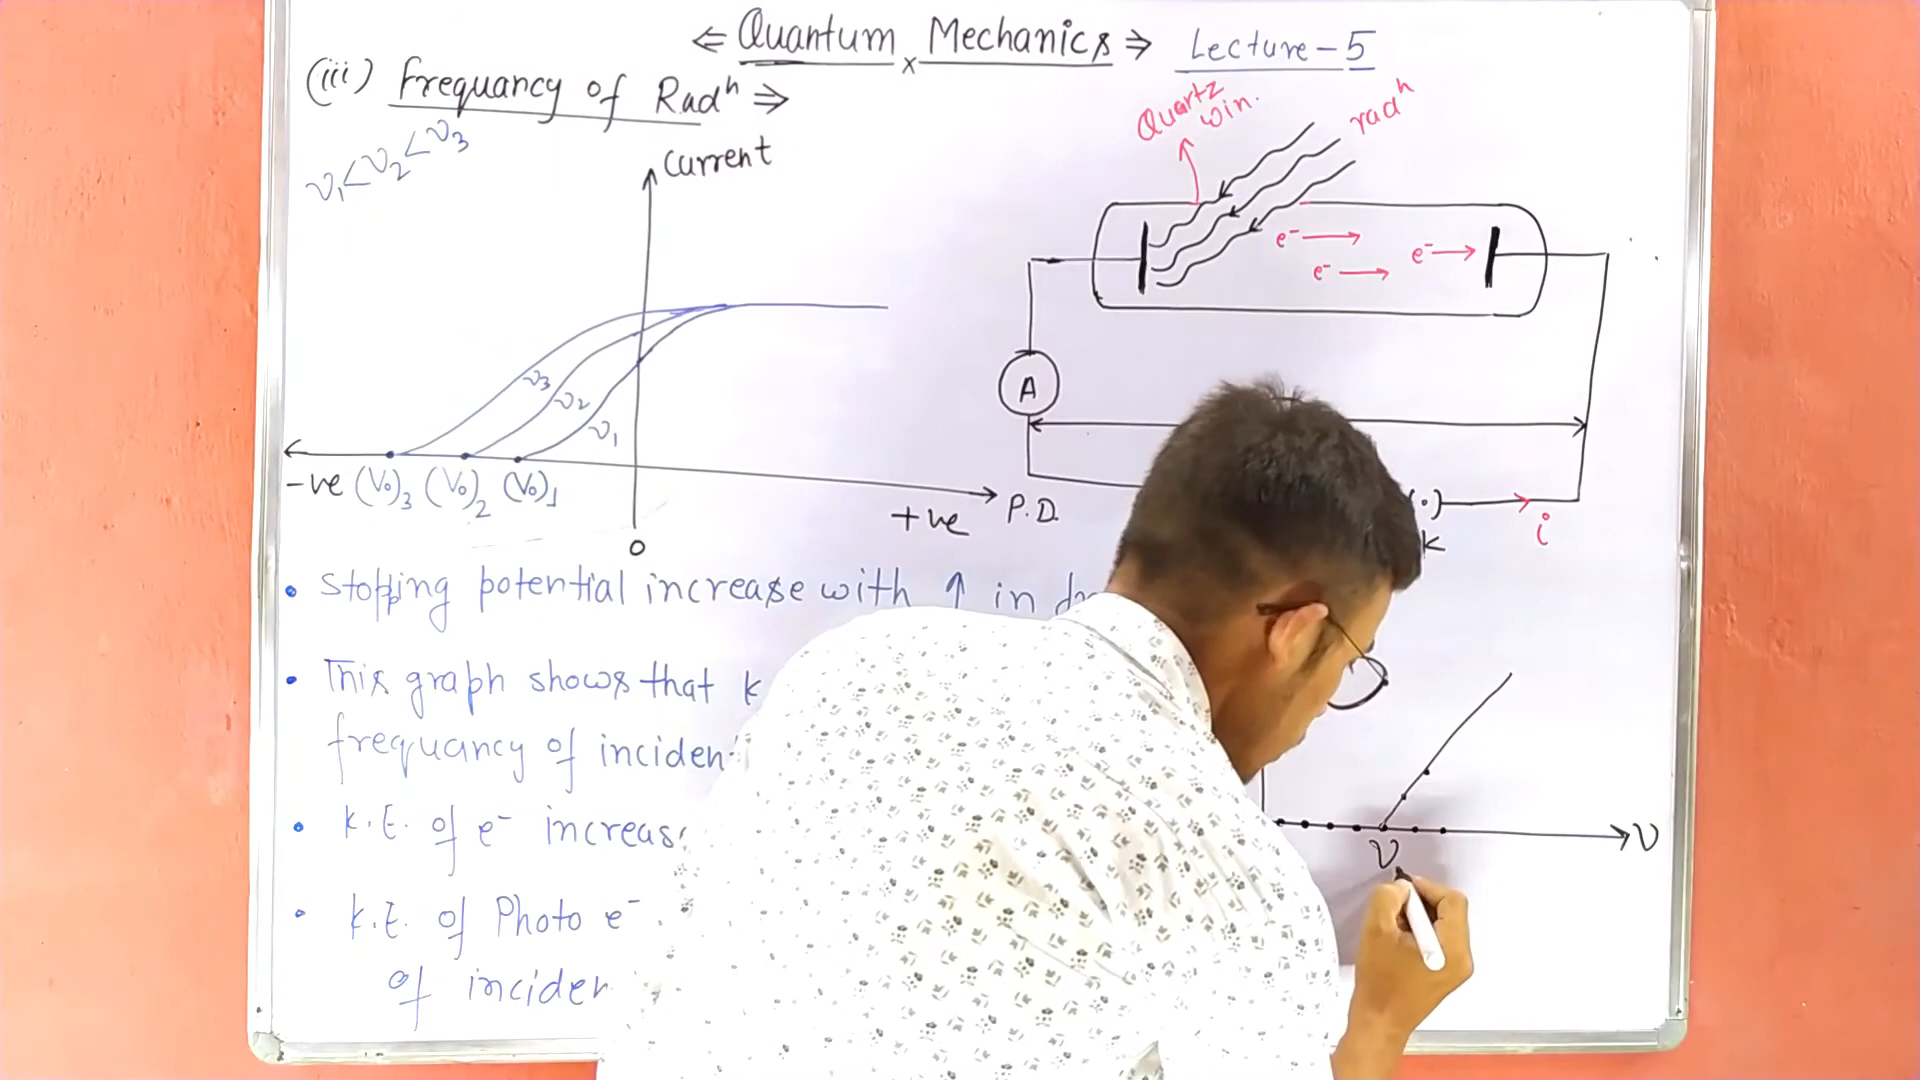 ⇐ Quantum × Mechanics ⇒ Lecture-5
(iii) Frequancy of Radⁿ ⇒
ν₁<ν₂<ν₃
Current
ν₃
ν₂
ν₁
-ve (V₀)₃ (V₀)₂ (V₀)₁
+ve P.D.
0
Quartz
win.
radⁿ
e⁻ → e⁻ →
e⁻ →
A
(·)
k
i
• Stopping potential increase with ↑ in
• This graph shows that K
frequancy of inciden
• K.E. of e⁻ increas
• K.E. of Photo e⁻
of inciden
ν
ν